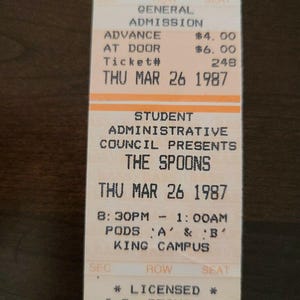 GENERAL
ADMISSION
ADVANCE $4.00
AT DOOR $6.00
Ticket# 248
THU MAR 26 1987
STUDENT
ADMINISTRATIVE
COUNCIL PRESENTS
THE SPOONS
THU MAR 26 1987
8:30PM - 1:00AM
PODS 'A' & 'B'
KING CAMPUS
SEC ROW SEAT
* LICENSED *